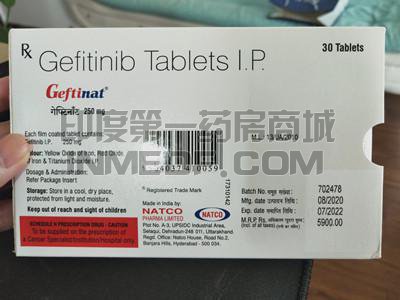 Rx Gefitinib Tablets I.P.
30 Tablets
Geftinat®
गेफ्टिनॅट 250 mg
印度第一药房商城
Each film coated tablet contains:
Gefitinib I.P. 250 mg
Colour: Yellow Oxide of Iron, Red Oxide
of Iron & Titanium Dioxide I.P.
Dosage & Administration:
Refer Package Insert
Storage: Store in a cool, dry place,
protected from light and moisture.
Keep out of reach and sight of children
SCHEDULE H PRESCRIPTION DRUG - CAUTION
To be supplied on the prescription of
a Cancer Specialist/Institution/Hospital only.
® Registered Trade Mark
Made in India by:
NATCO
PHARMA LIMITED
Plot No. A-3, UPSIDC Industrial Area,
Selaqui, Dehradun-248 011, Uttarakhand.
Regd. Office: Natco House, Road No.2,
Banjara Hills, Hyderabad - 500 034.
NATCO
17310142
Batch No. 702478
Mfg. 08/2020
Exp. 07/2022
M.R.P. Rs. 5900.00